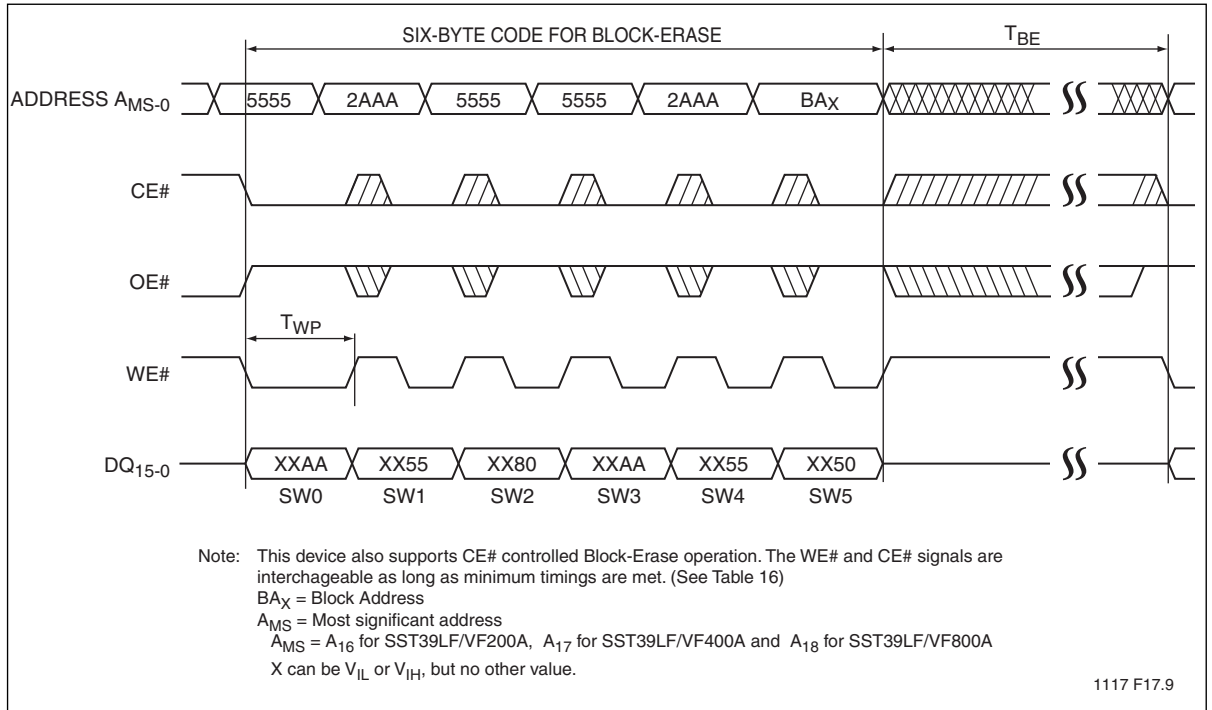 SIX-BYTE CODE FOR BLOCK-ERASE
TBE
ADDRESS AMS-0
5555 2AAA 5555 5555 2AAA BAX
CE#
OE#
TWP
WE#
DQ15-0
XXAA XX55 XX80 XXAA XX55 XX50
SW0 SW1 SW2 SW3 SW4 SW5
Note: This device also supports CE# controlled Block-Erase operation. The WE# and CE# signals are
interchageable as long as minimum timings are met. (See Table 16)
BAX = Block Address
AMS = Most significant address
AMS = A16 for SST39LF/VF200A, A17 for SST39LF/VF400A and A18 for SST39LF/VF800A
X can be VIL or VIH, but no other value.
1117 F17.9